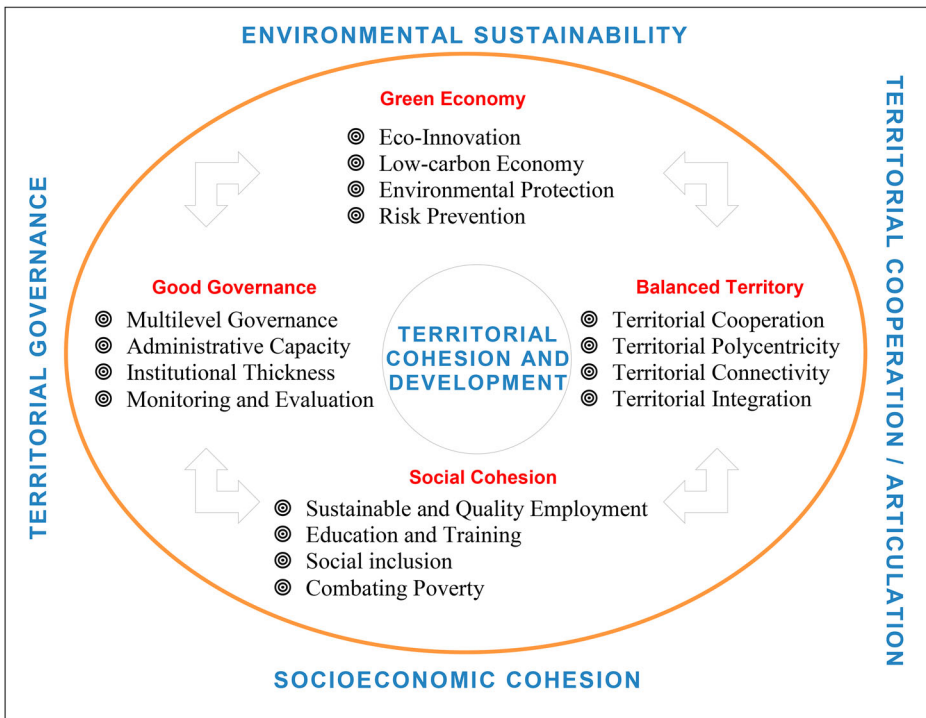 ENVIRONMENTAL SUSTAINABILITY
Green Economy
Eco-Innovation
Low-carbon Economy
Environmental Protection
Risk Prevention
TERRITORIAL GOVERNANCE
Good Governance
Multilevel Governance
Administrative Capacity
Institutional Thickness
Monitoring and Evaluation
TERRITORIAL
COHESION AND
DEVELOPMENT
Balanced Territory
Territorial Cooperation
Territorial Polycentricity
Territorial Connectivity
Territorial Integration
TERRITORIAL COOPERATION / ARTICULATION
Social Cohesion
Sustainable and Quality Employment
Education and Training
Social inclusion
Combating Poverty
SOCIOECONOMIC COHESION